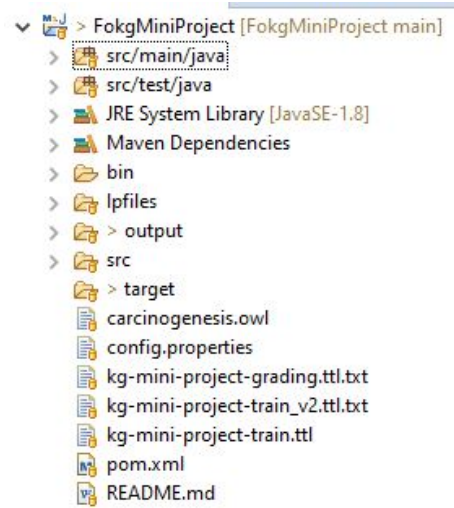 > FokgMiniProject [FokgMiniProject main]
> src/main/java
> src/test/java
> JRE System Library [JavaSE-1.8]
> Maven Dependencies
> bin
> lpfiles
> > output
> src
> target
carcinogenesis.owl
config.properties
kg-mini-project-grading.ttl.txt
kg-mini-project-train_v2.ttl.txt
kg-mini-project-train.ttl
pom.xml
README.md